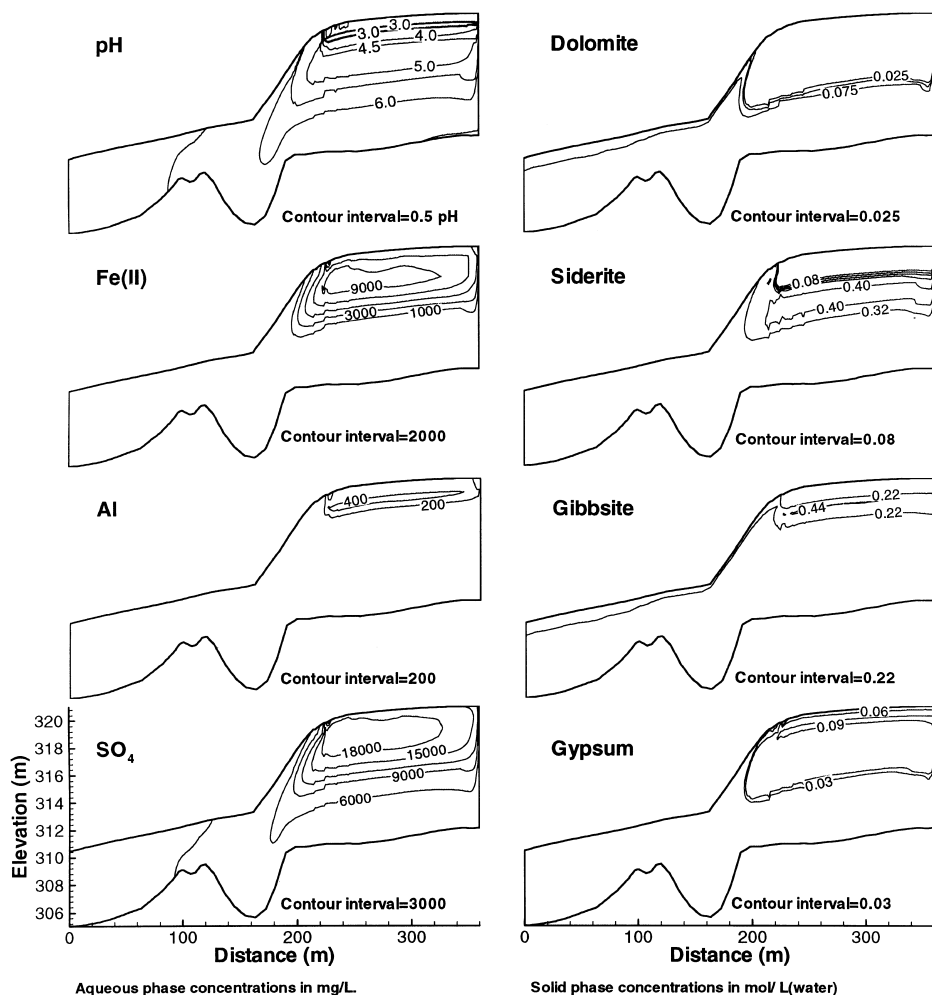 pH
3.0
3.0
4.0
4.5
5.0
6.0
Contour interval=0.5 pH
Dolomite
0.025
0.075
Contour interval=0.025
Fe(II)
9000
3000
1000
Contour interval=2000
Siderite
0.08
0.40
0.40
0.32
Contour interval=0.08
Al
400
200
Contour interval=200
Gibbsite
0.22
0.44
0.22
Contour interval=0.22
SO4
18000
15000
9000
6000
Contour interval=3000
Elevation (m)
320
318
316
314
312
310
308
306
0 100 200 300
Distance (m)
Gypsum
0.06
0.09
0.03
Contour interval=0.03
0 100 200 300
Distance (m)
Aqueous phase concentrations in mg/L.
Solid phase concentrations in mol/ L(water)